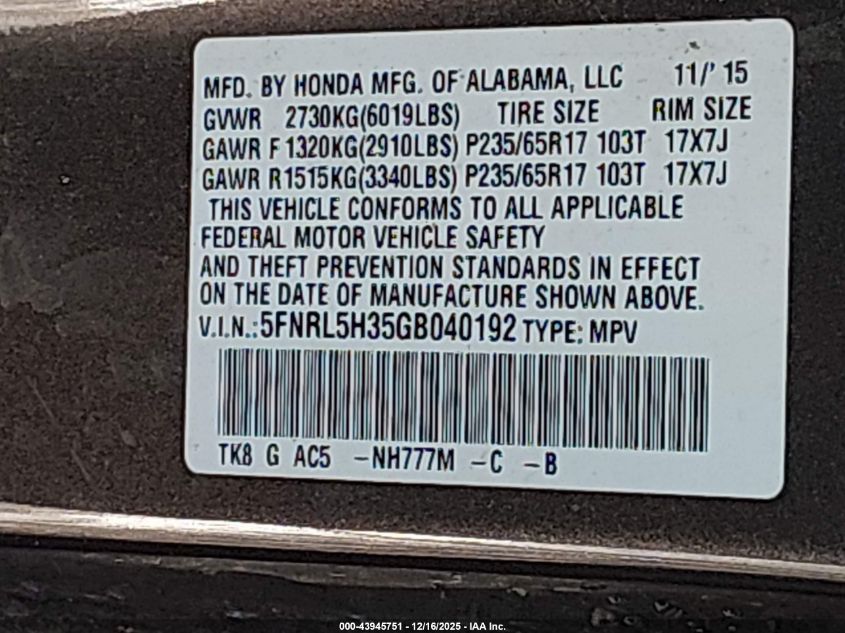 MFD. BY HONDA MFG. OF ALABAMA, LLC 11/' 15
GVWR 2730KG(6019LBS) TIRE SIZE RIM SIZE
GAWR F 1320KG(2910LBS) P235/65R17 103T 17X7J
GAWR R1515KG(3340LBS) P235/65R17 103T 17X7J
THIS VEHICLE CONFORMS TO ALL APPLICABLE
FEDERAL MOTOR VEHICLE SAFETY
AND THEFT PREVENTION STANDARDS IN EFFECT
ON THE DATE OF MANUFACTURE SHOWN ABOVE.
V.I.N.:5FNRL5H35GB040192 TYPE: MPV
TK8 G AC5 -NH777M -C -B
000-43945751 - 12/16/2025 - IAA Inc.